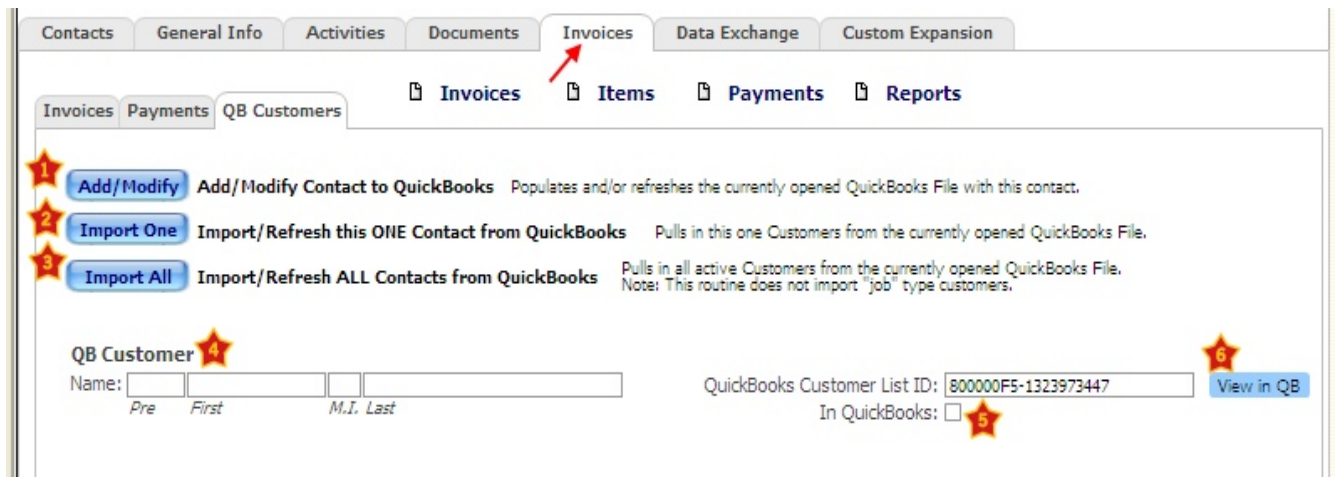 Contacts General Info Activities Documents Invoices Data Exchange Custom Expansion
Invoices Items Payments Reports
Invoices Payments QB Customers
1
Add/Modify Add/Modify Contact to QuickBooks Populates and/or refreshes the currently opened QuickBooks File with this contact.
2
Import One Import/Refresh this ONE Contact from QuickBooks Pulls in this one Customers from the currently opened QuickBooks File.
3
Import All Import/Refresh ALL Contacts from QuickBooks Pulls in all active Customers from the currently opened QuickBooks File.
Note: This routine does not import "job" type customers."
QB Customer 4 6
Name: QuickBooks Customer List ID: 800000F5-1323973447 View in QB
Pre First M.I. Last In QuickBooks: 5